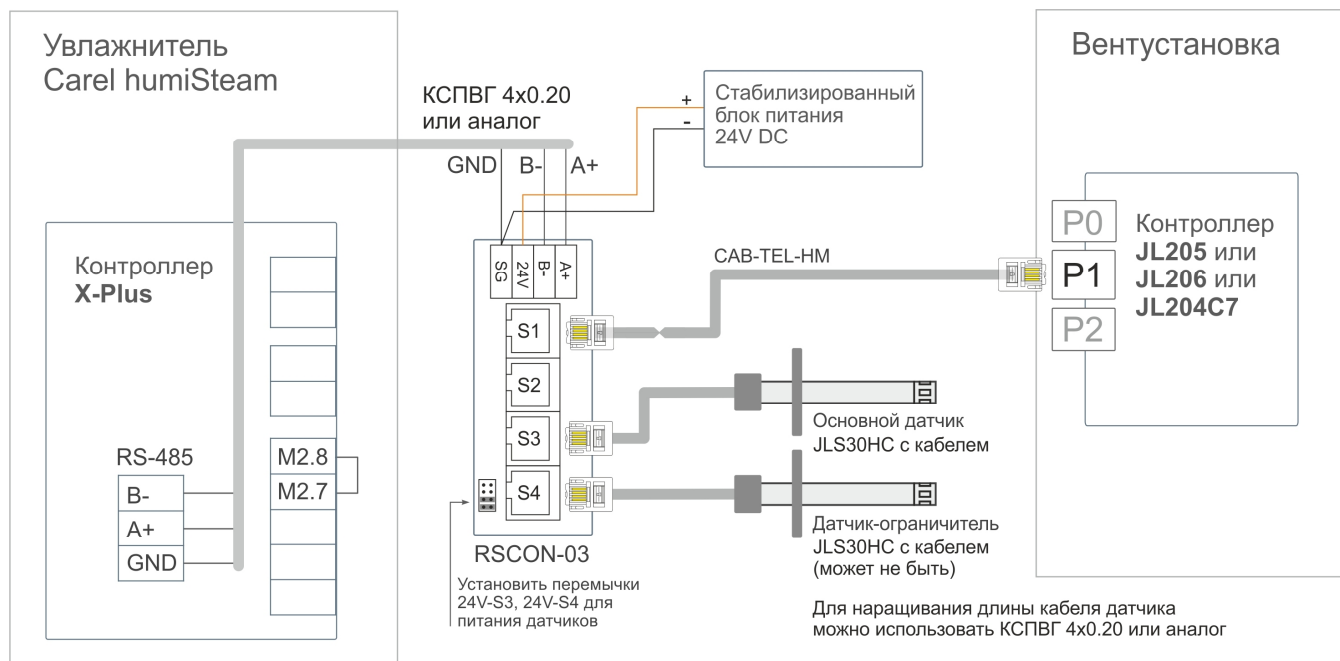 Увлажнитель
Carel humiSteam
КСПВГ 4x0.20
или аналог
GND
B-
A+
+
-
Стабилизированный
блок питания
24V DC
Вентустановка
Контроллер
X-Plus
RS-485
B-
A+
GND
M2.8
M2.7
SG
24V
B-
A+
S1
S2
S3
S4
RSCON-03
Установить перемычки
24V-S3, 24V-S4 для
питания датчиков
CAB-TEL-HM
P0
P1
P2
Контроллер
JL205 или
JL206 или
JL204C7
Основной датчик
JLS30HC с кабелем
Датчик-ограничитель
JLS30HC с кабелем
(может не быть)
Для наращивания длины кабеля датчика
можно использовать КСПВГ 4x0.20 или аналог